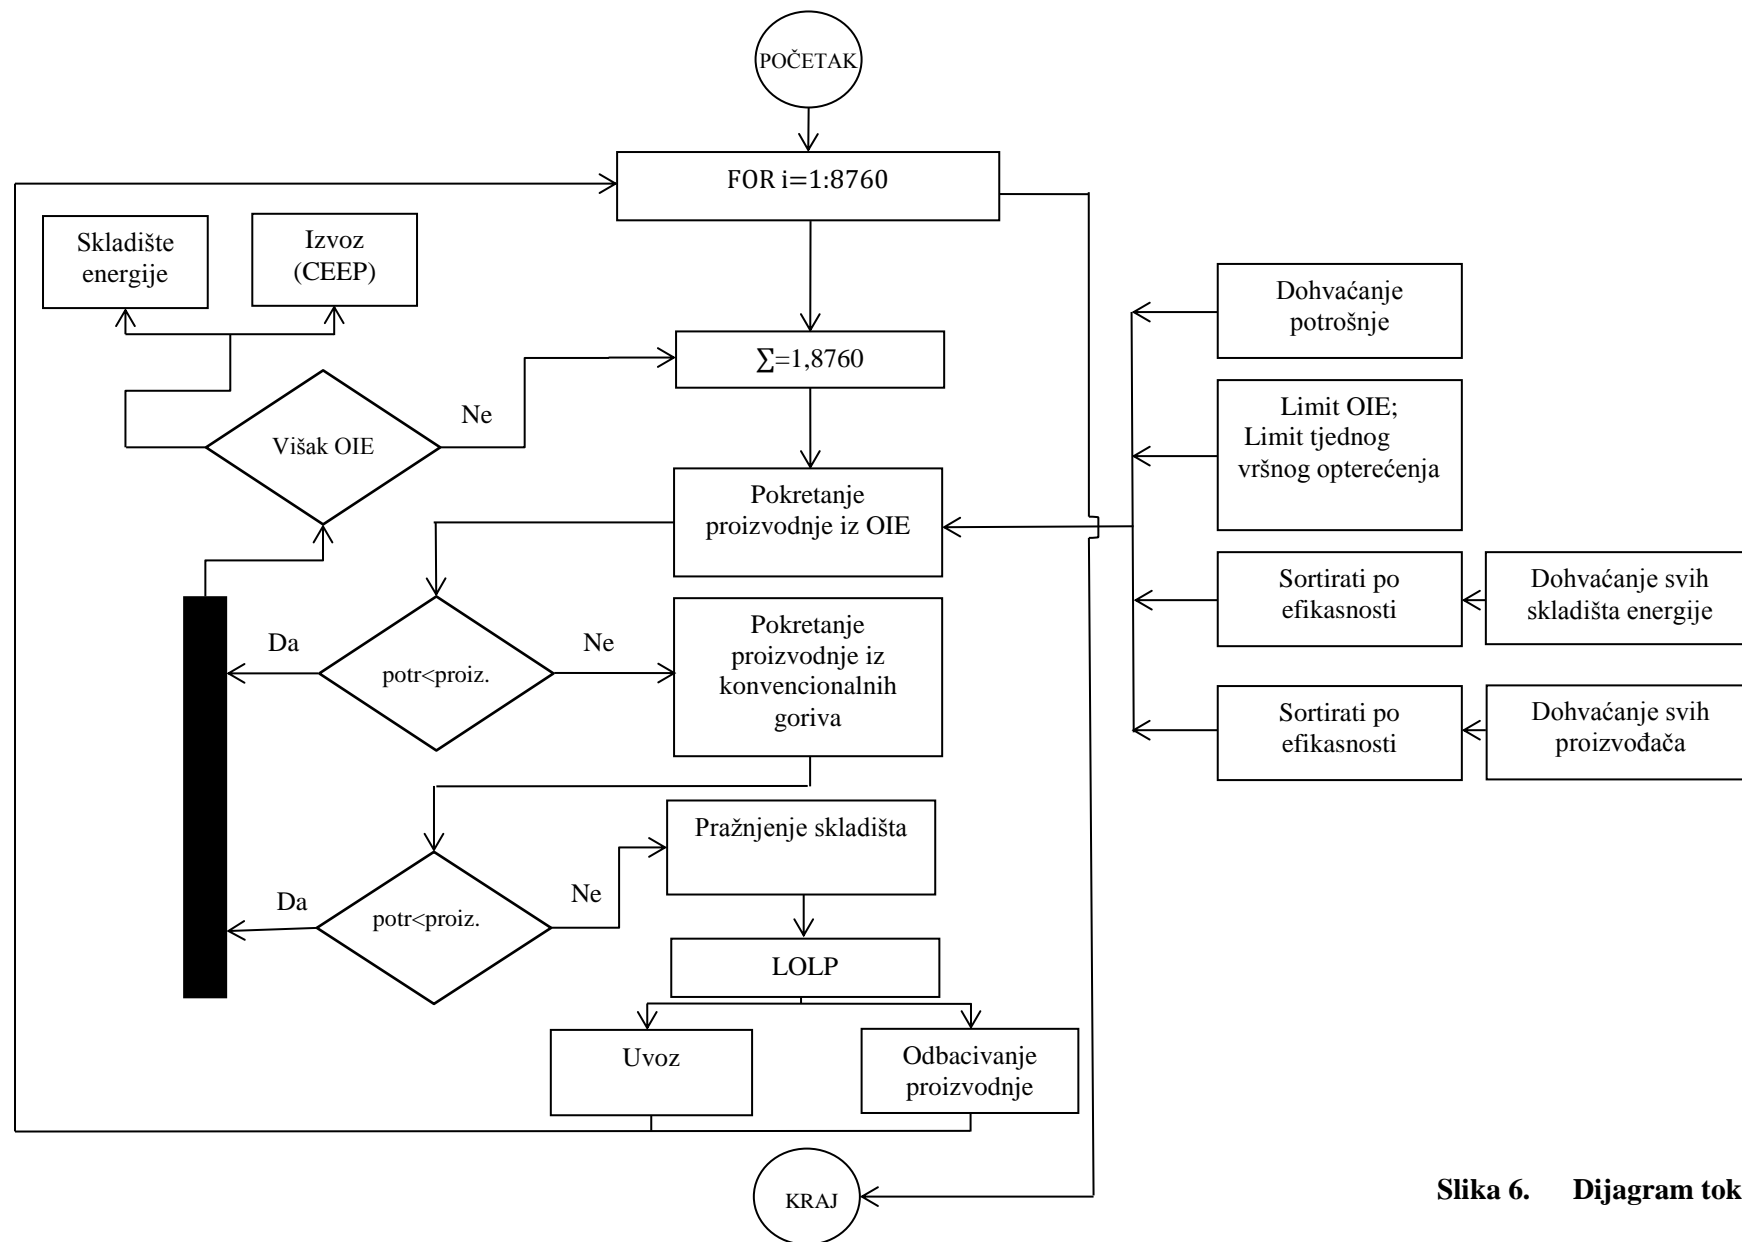 POČETAK
FOR i=1:8760
Skladište
energije
Izvoz
(CEEP)
Dohvaćanje
potrošnje
∑=1,8760
Ne
Višak OIE
Limit OIE;
Limit tjednog
vršnog opterećenja
Pokretanje
proizvodnje iz OIE
Sortirati po
efikasnosti
Dohvaćanje svih
skladišta energije
Da
potr<proiz.
Ne
Pokretanje
proizvodnje iz
konvencionalnih
goriva
Sortirati po
efikasnosti
Dohvaćanje svih
proizvođača
Pražnjenje skladišta
Da
potr<proiz.
Ne
LOLP
Uvoz
Odbacivanje
proizvodnje
KRAJ
Slika 6. Dijagram tok